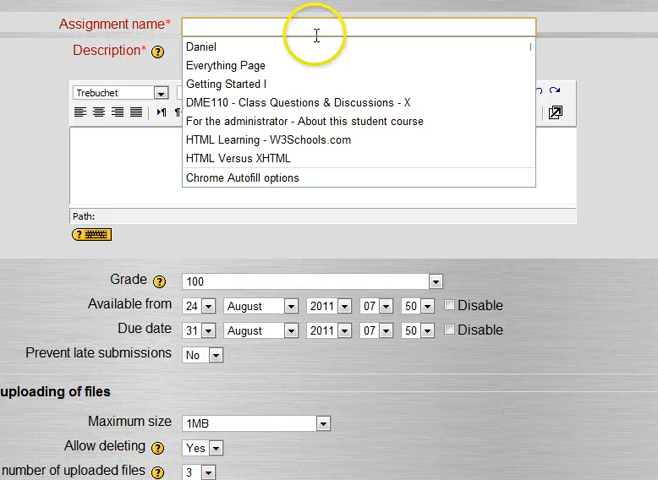 Assignment name*
Daniel
Description* ?
Everything Page
Getting Started I
Trebuchet
DME110 - Class Questions & Discussions - X
For the administrator - About this student course
HTML Learning - W3Schools.com
HTML Versus XHTML
Chrome Autofill options
Path:
?
Grade ? 100
Available from 24 August 2011 07 50 Disable
Due date 31 August 2011 07 50 Disable
Prevent late submissions No
uploading of files
Maximum size 1MB
Allow deleting ? Yes
number of uploaded files ? 3